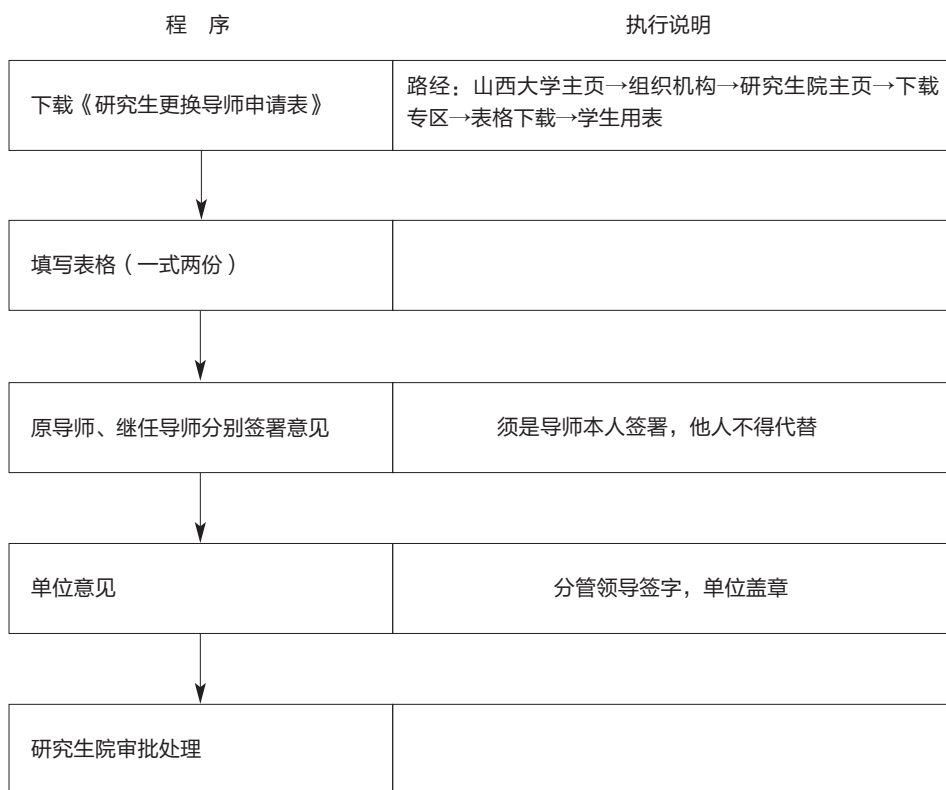 程　序
执行说明
下载《研究生更换导师申请表》
路经：山西大学主页→组织机构→研究生院主页→下载
专区→表格下载→学生用表
填写表格（一式两份）
原导师、继任导师分别签署意见
须是导师本人签署，他人不得代替
单位意见
分管领导签字，单位盖章
研究生院审批处理